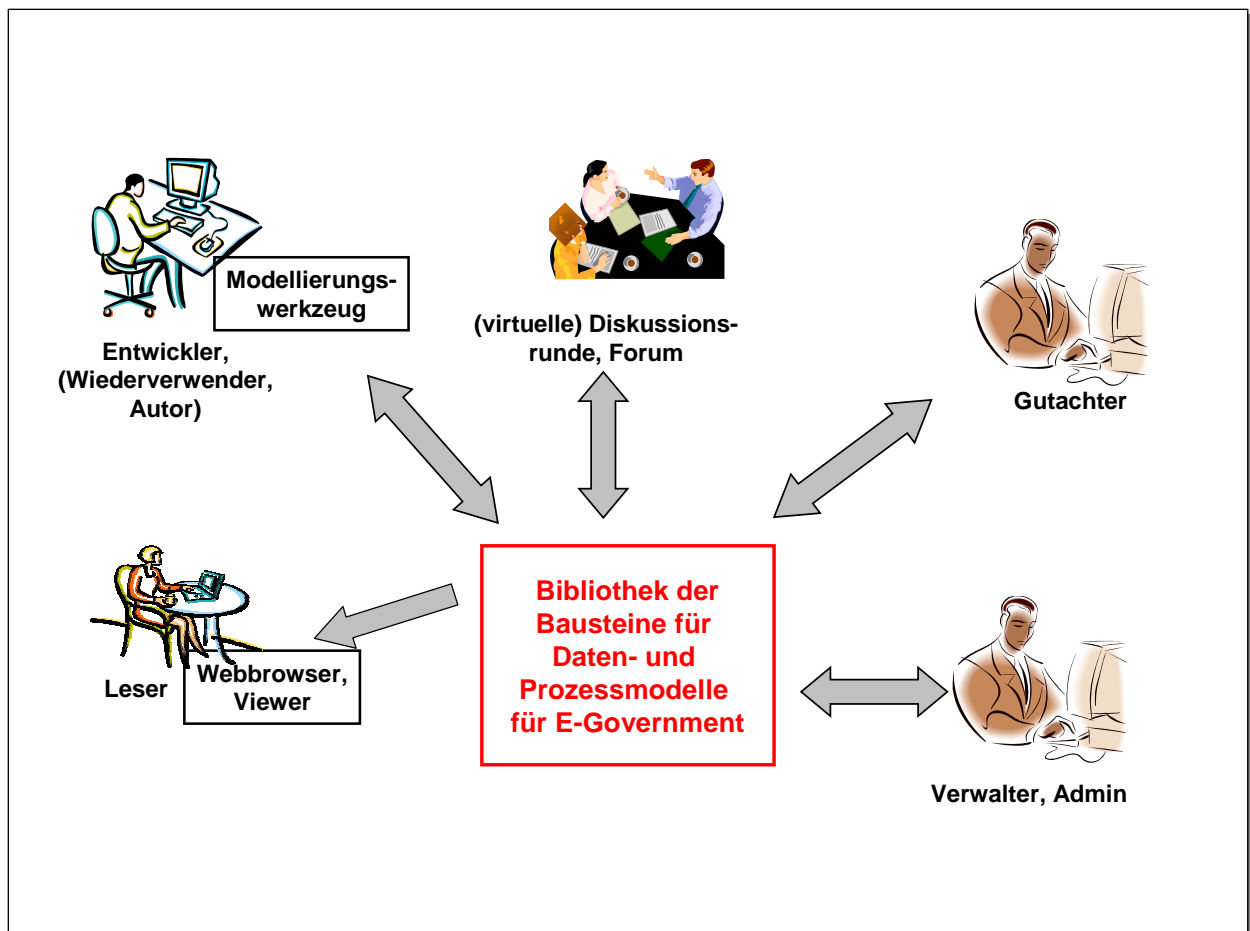 Modellierungs-
werkzeug
Entwickler,
(Wiederverwender,
Autor)
(virtuelle) Diskussions-
runde, Forum
Gutachter
Leser
Webbrowser,
Viewer
Bibliothek der
Bausteine für
Daten- und
Prozessmodelle
für E-Government
Verwalter, Admin